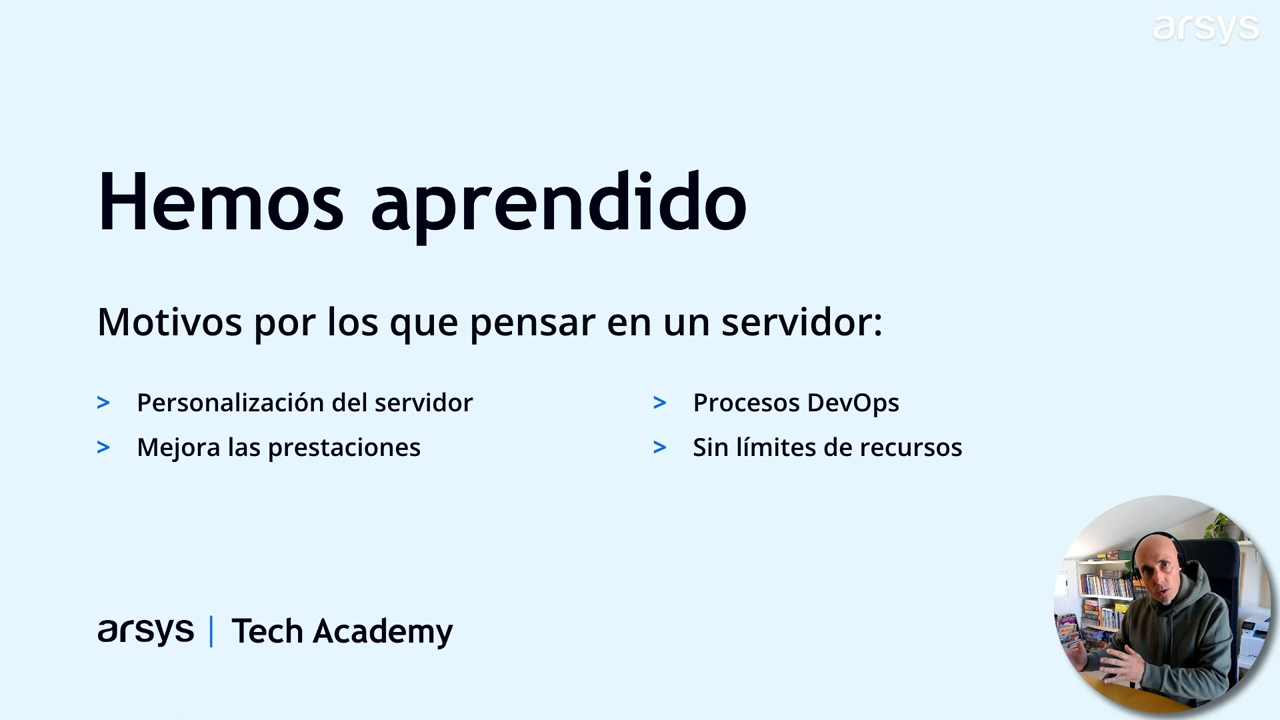 arsys
Hemos aprendido
Motivos por los que pensar en un servidor:
> Personalización del servidor
> Mejora las prestaciones
> Procesos DevOps
> Sin límites de recursos
arsys | Tech Academy